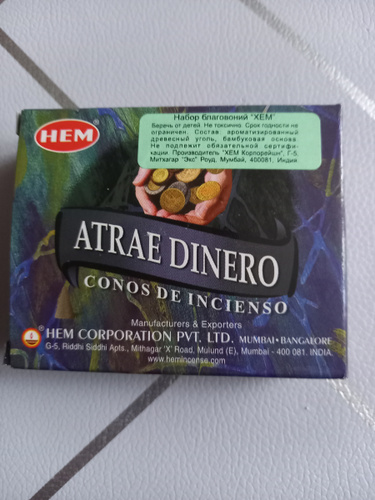 Набор благовоний "ХЕМ"
Беречь от детей. Не токсично. Срок годности не
ограничен. Состав ароматизированный
древесный уголь, бамбуковая основа.
Не подлежит обязательной сертифи-
кации. Производитель "ХЕМ Корпорейшн", Г-5,
Митхагар "Экс" Роуд, Мумбай, 400081, Индия
HEM
ATRAE DINERO
CONOS DE INCIENSO
Manufacturers & Exporters
HEM CORPORATION PVT. LTD. MUMBAI • BANGALORE
G-5, Riddhi Siddhi Apts., Mithagar 'X' Road, Mulund (E), Mumbai - 400 081. INDIA.
www.hemincense.com